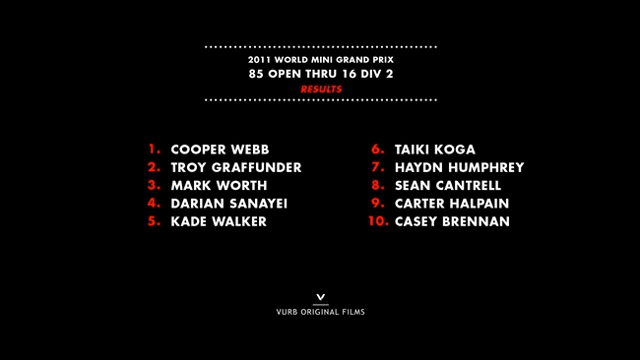 2011 WORLD MINI GRAND PRIX
85 OPEN THRU 16 DIV 2
RESULTS
1. COOPER WEBB
2. TROY GRAFFUNDER
3. MARK WORTH
4. DARIAN SANAYEI
5. KADE WALKER
6. TAIKI KOGA
7. HAYDN HUMPHREY
8. SEAN CANTRELL
9. CARTER HALPAIN
10. CASEY BRENNAN
V
VURB ORIGINAL FILMS